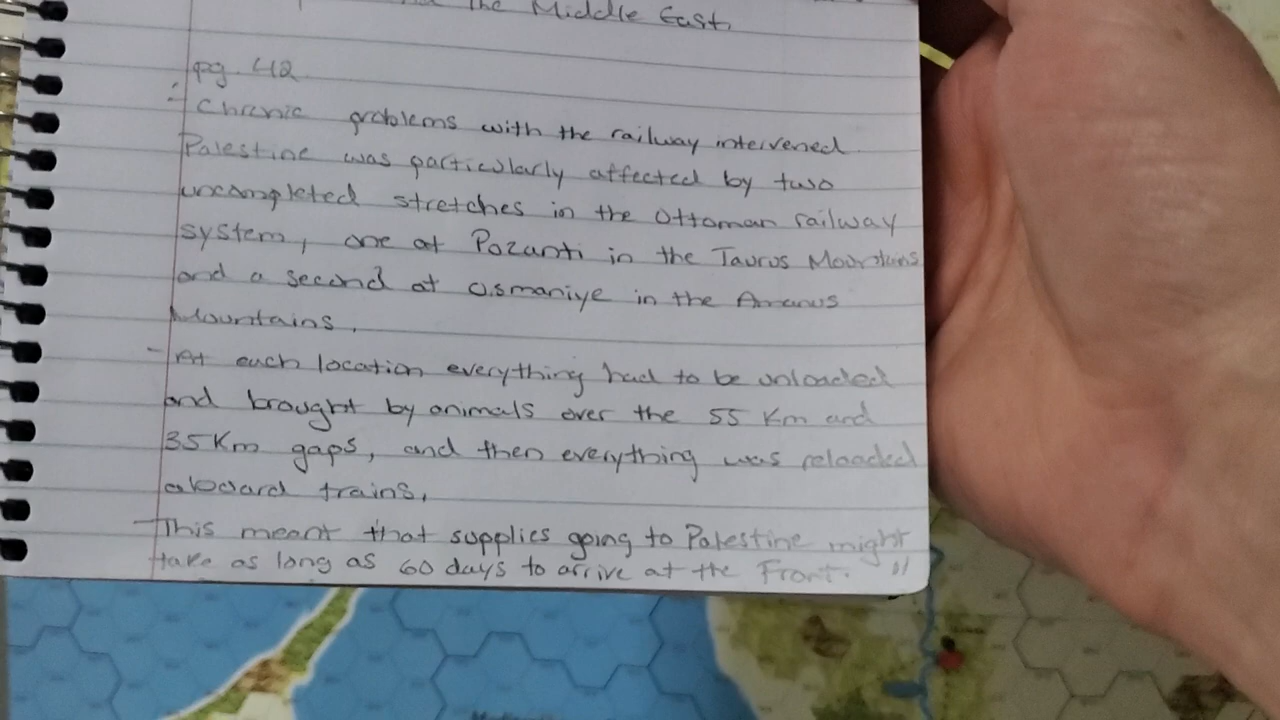 the Middle East.
pg. 42
- Chronic problems with the railway intervened
Palestine was particularly affected by two
uncompleted stretches in the Ottoman railway
system, one at Pozanti in the Taurus Mountains
and a second at Osmaniye in the Amanus
Mountains.
- At each location everything had to be unloaded
and brought by animals over the 55 Km and
35 Km gaps, and then everything was reloaded
aboard trains,
- This meant that supplies going to Palestine might
take as long as 60 days to arrive at the Front. "